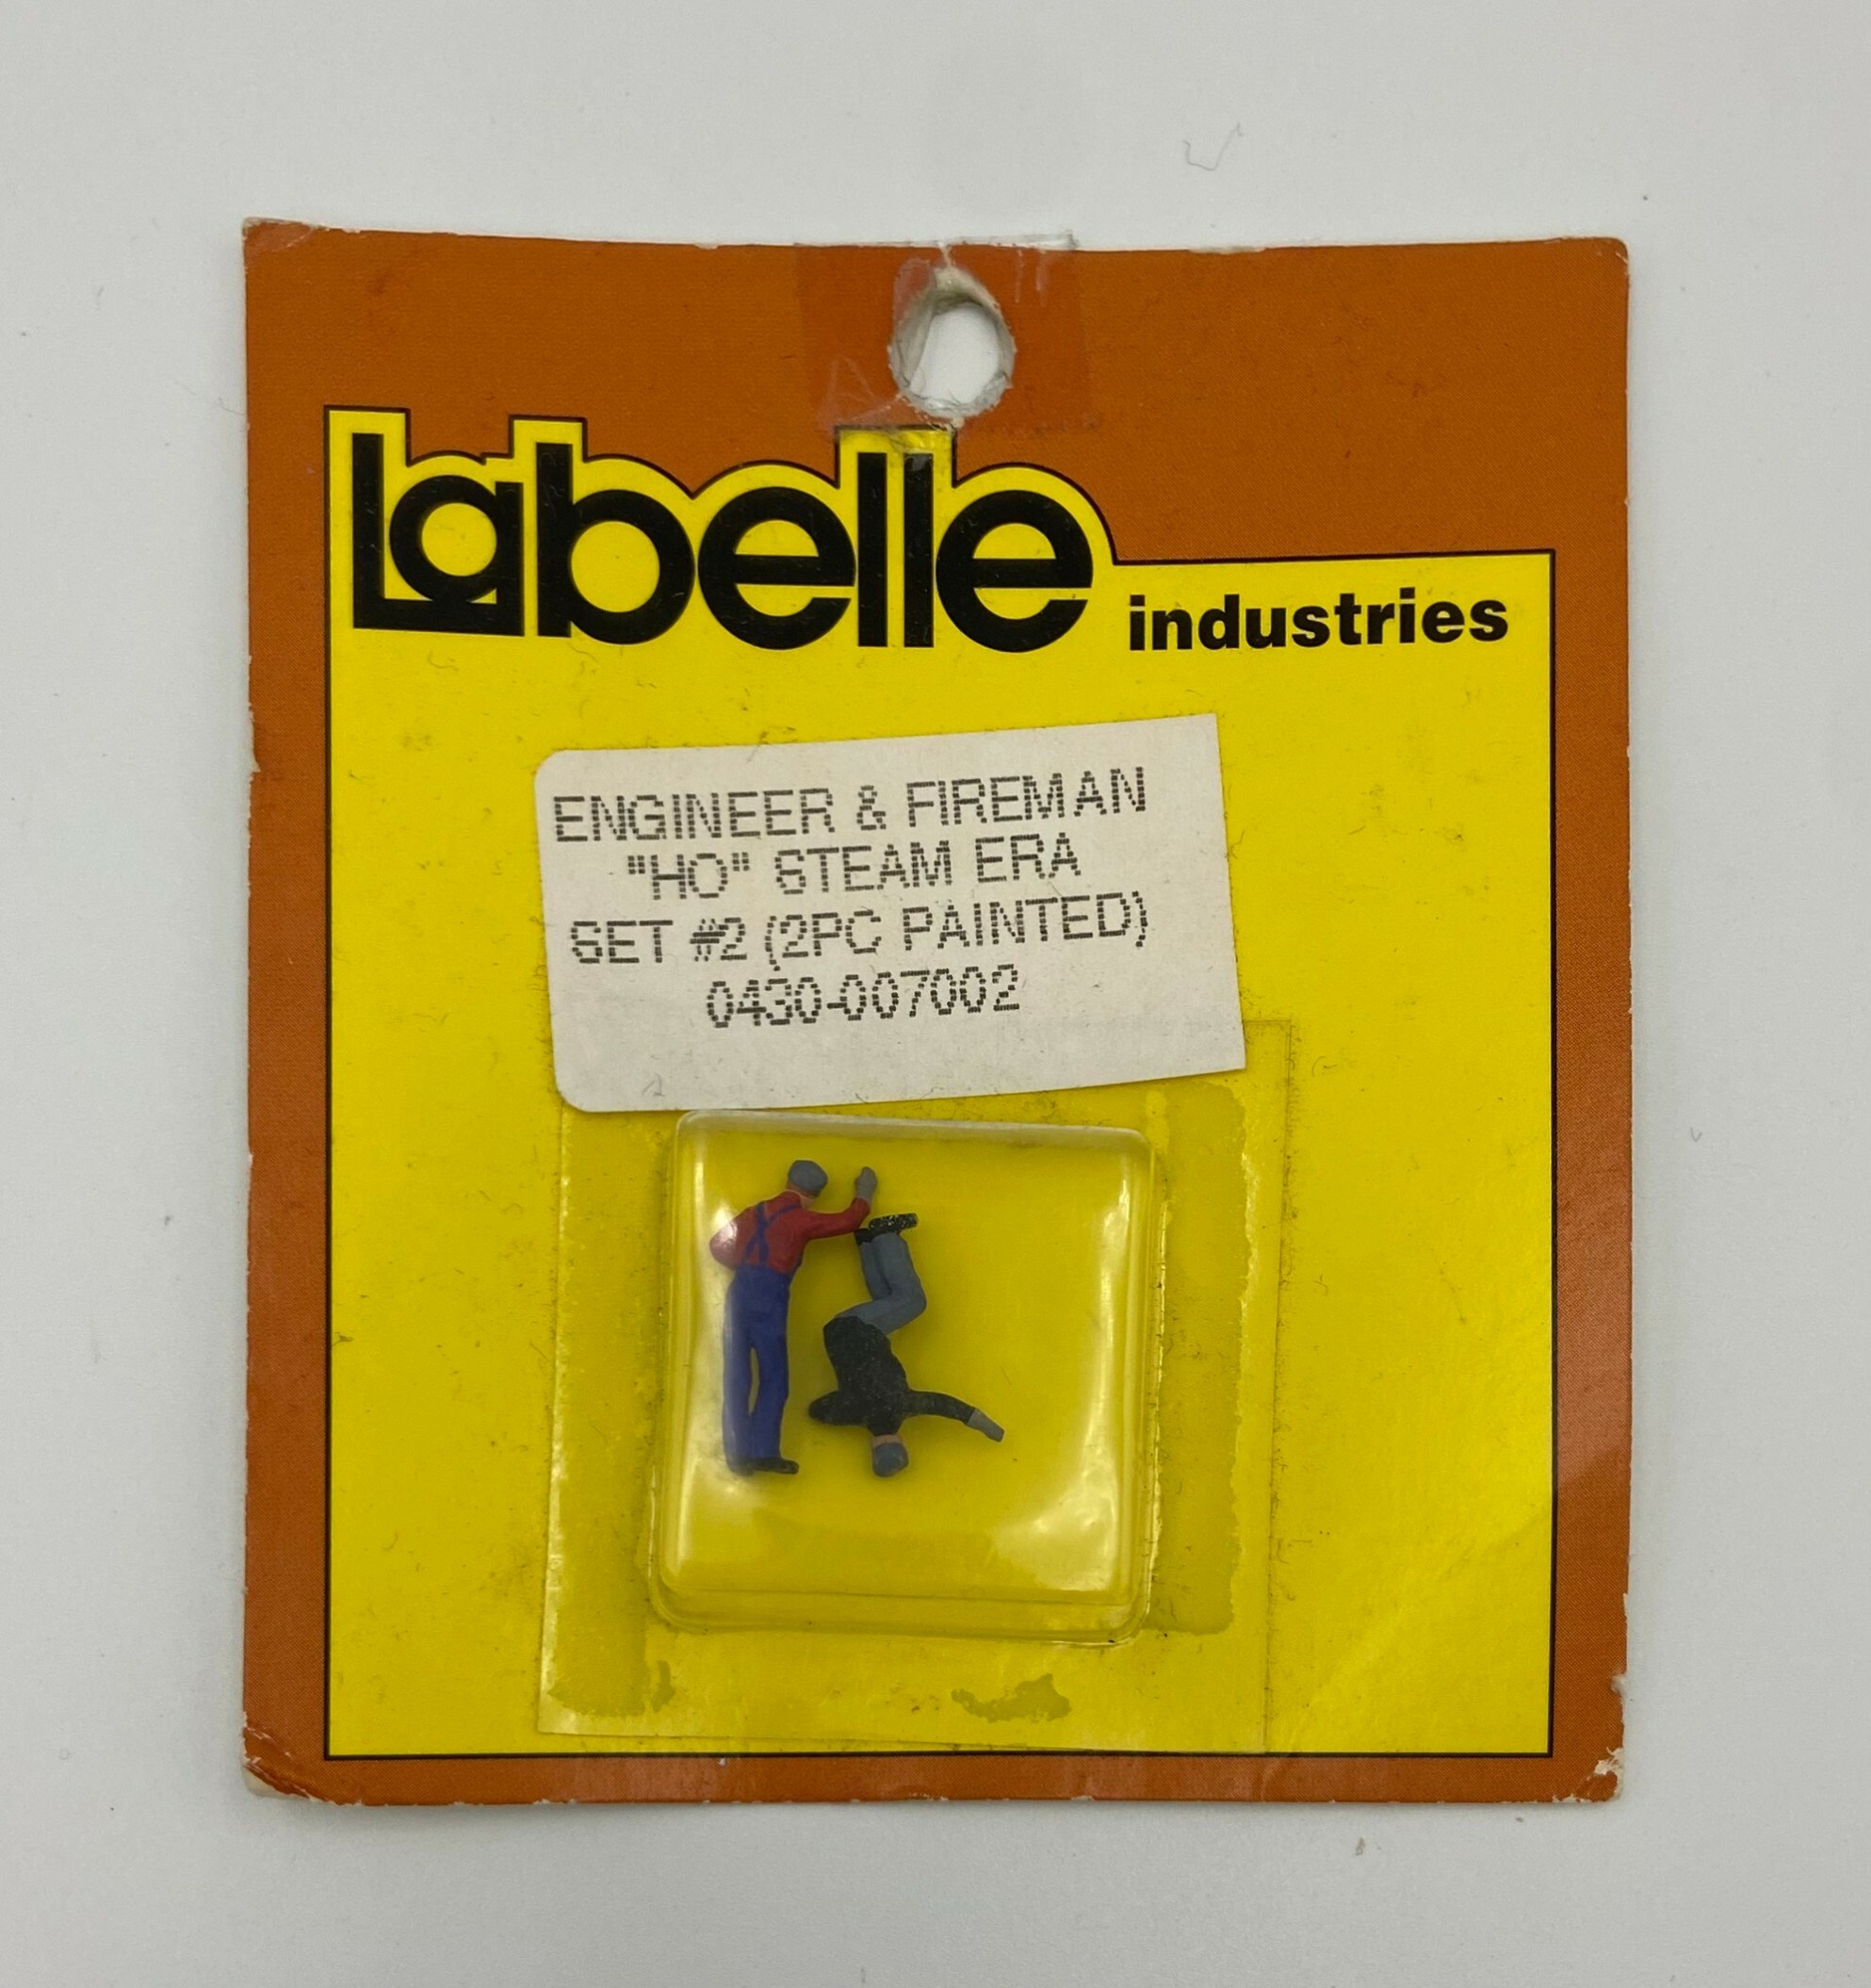 labelle industries
ENGINEER & FIREMAN
"HO" STEAM ERA
SET #2 (2PC PAINTED)
0430-007002